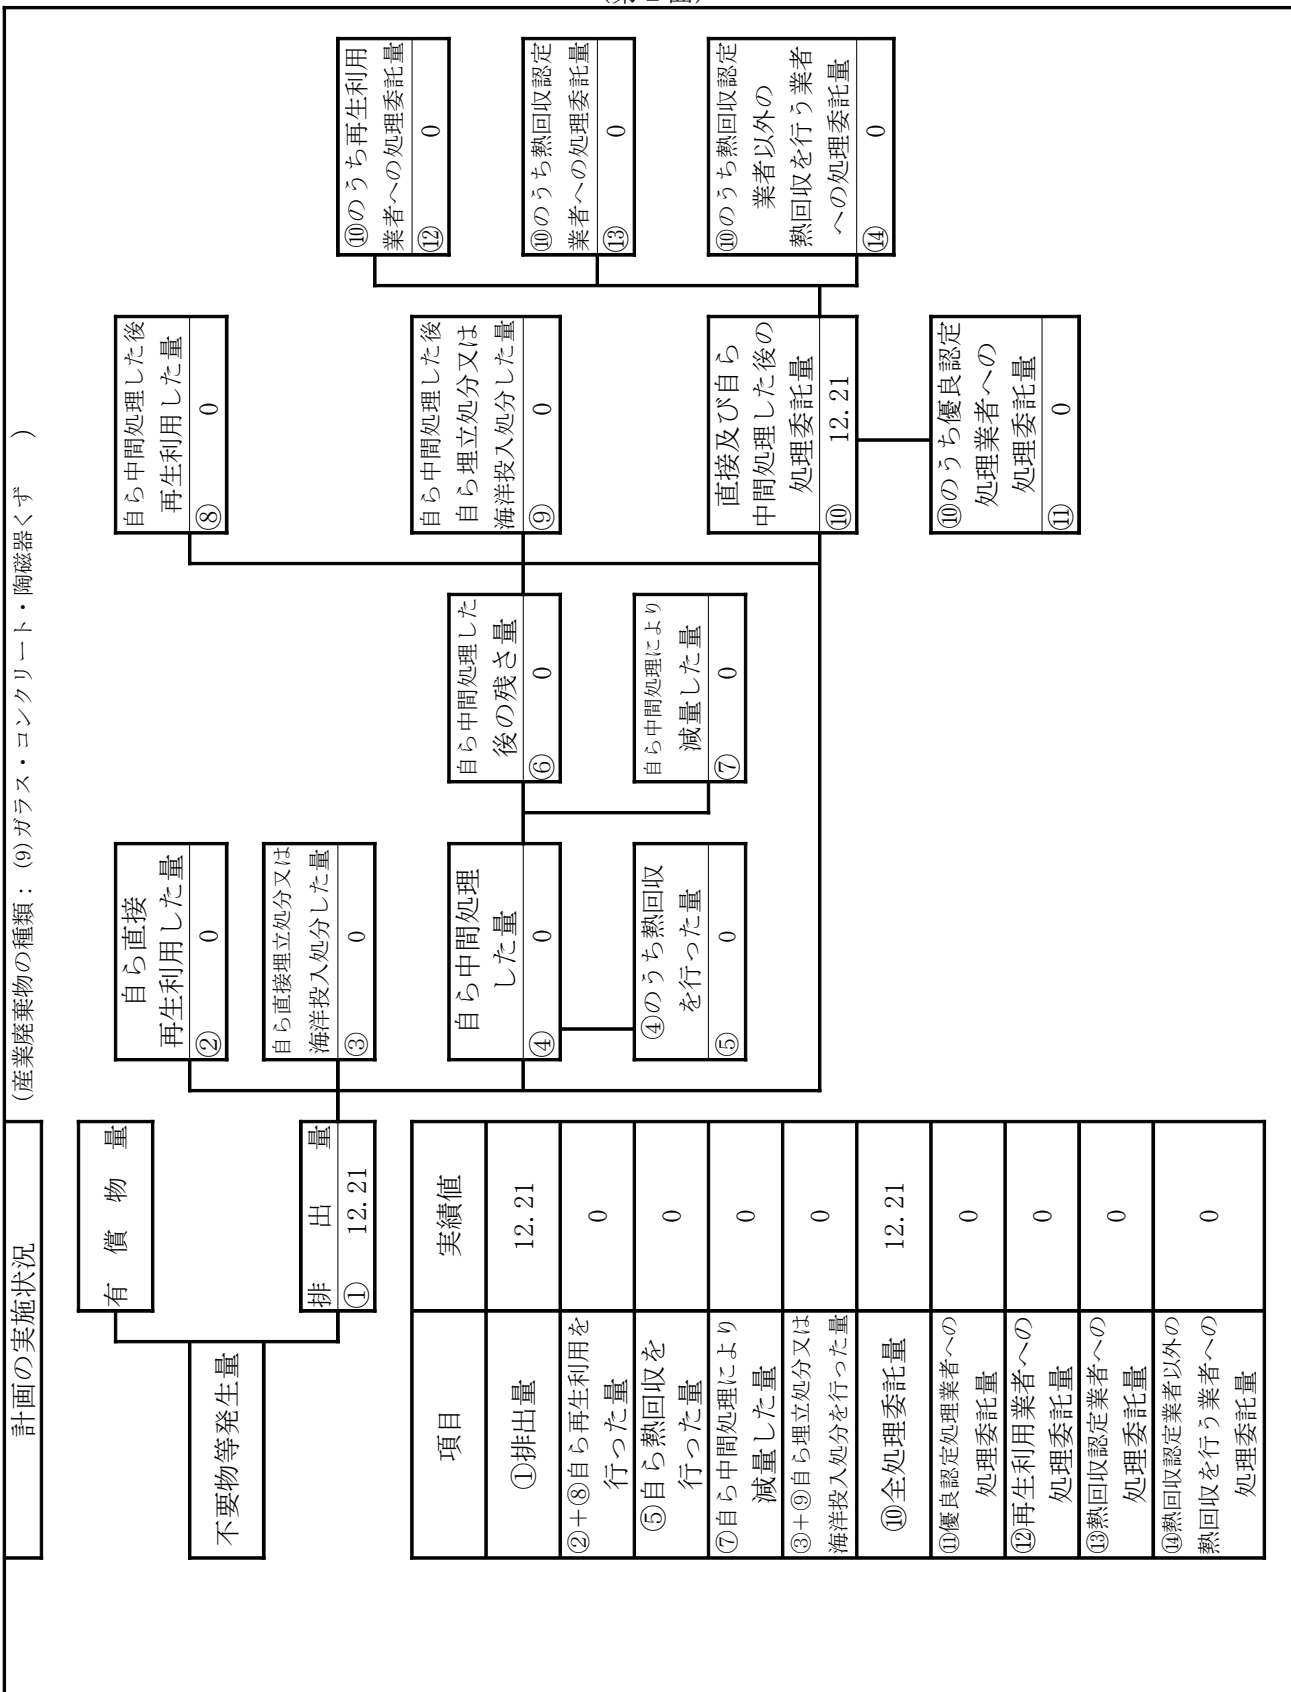 (第２面)
計画の実施状況
(産業廃棄物の種類：(9)ガラス・コンクリート・陶磁器くず )
不要物等発生量
有 償 物 量
排 出 量
① 12.21
自ら直接
再生利用した量
② 0
自ら直接埋立処分又は
海洋投入処分した量
③ 0
自ら中間処理
した量
④ 0
④のうち熱回収
を行った量
⑤ 0
自ら中間処理した
後の残さ量
⑥ 0
自ら中間処理により
減量した量
⑦ 0
自ら中間処理した後
再生利用した量
⑧ 0
自ら中間処理した後
自ら埋立処分又は
海洋投入処分した量
⑨ 0
直接及び自ら
中間処理した後の
処理委託量
⑩ 12.21
⑩のうち優良認定
処理業者への
処理委託量
⑪ 0
⑩のうち再生利用
業者への処理委託量
⑫ 0
⑩のうち熱回収認定
業者への処理委託量
⑬ 0
⑩のうち熱回収認定
業者以外の
熱回収を行う業者
への処理委託量
⑭ 0
項目 実績値
①排出量 12.21
②＋⑧自ら再生利用を
行った量 0
⑤自ら熱回収を
行った量 0
⑦自ら中間処理により
減量した量 0
③＋⑨自ら埋立処分又は
海洋投入処分を行った量 0
⑩全処理委託量 12.21
⑪優良認定処理業者への
処理委託量 0
⑫再生利用業者への
処理委託量 0
⑬熱回収認定業者への
処理委託量 0
⑭熱回収認定業者以外の
熱回収を行う業者への
処理委託量 0